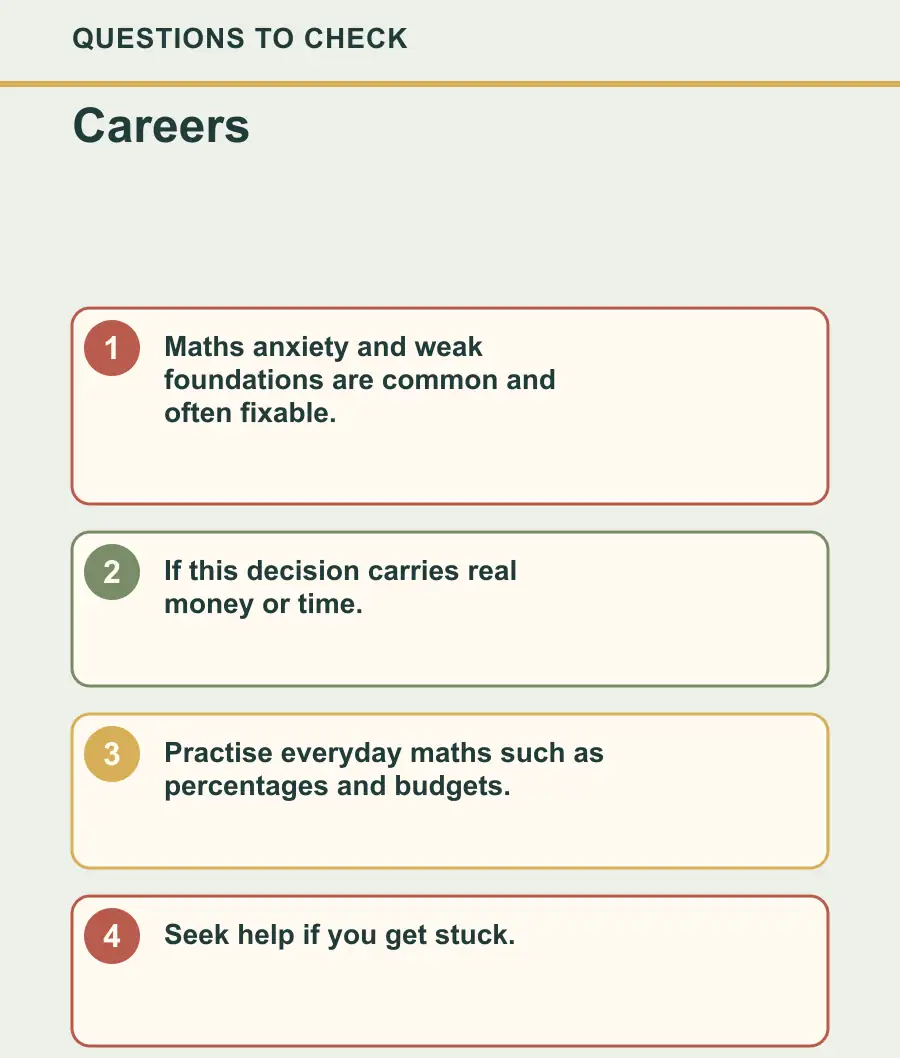 QUESTIONS TO CHECK
Careers
1
Maths anxiety and weak
foundations are common and
often fixable.
2
If this decision carries real
money or time.
3
Practise everyday maths such as
percentages and budgets.
4
Seek help if you get stuck.